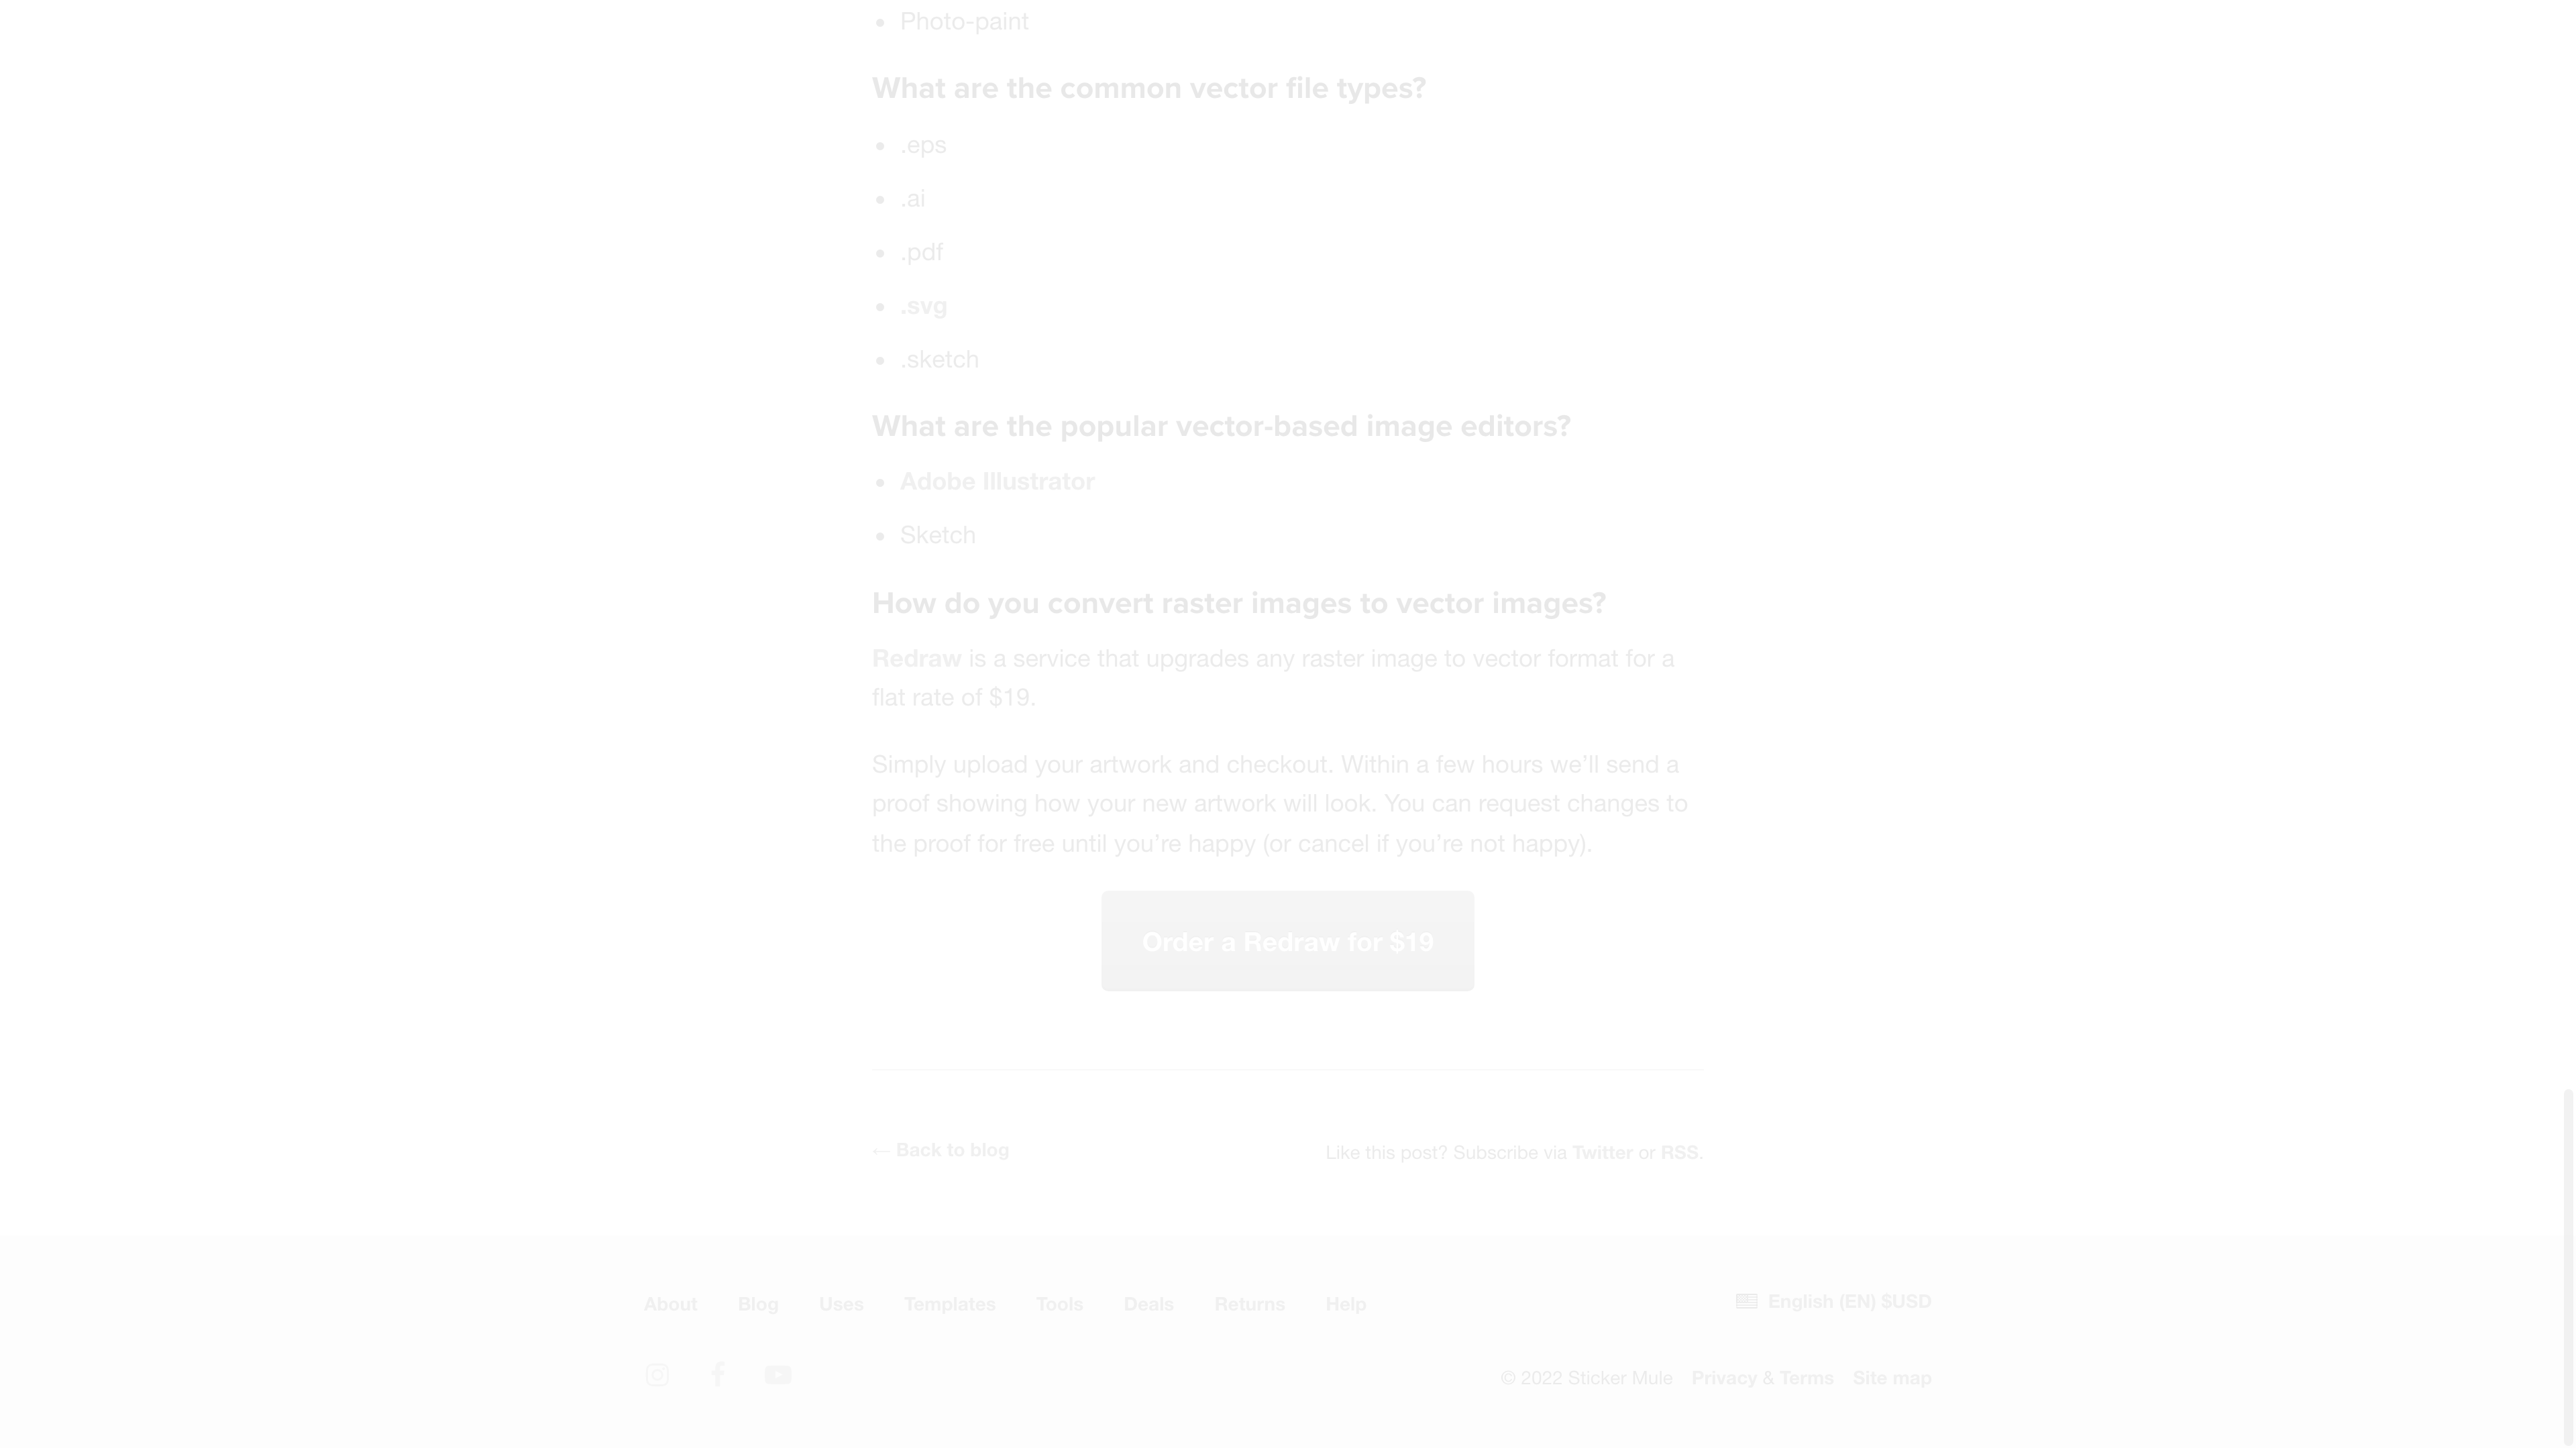 Photo-paint
What are the common vector file types?
.eps
.ai
.pdf
.svg
.sketch
What are the popular vector-based image editors?
Adobe Illustrator
Sketch
How do you convert raster images to vector images?
Redraw is a service that upgrades any raster image to vector format for a
flat rate of $19.
Simply upload your artwork and checkout. Within a few hours we’ll send a
proof showing how your new artwork will look. You can request changes to
the proof for free until you’re happy (or cancel if you’re not happy).
Order a Redraw for $19
← Back to blog
Like this post? Subscribe via Twitter or RSS.
About Blog Uses Templates Tools Deals Returns Help
English (EN) $USD
© 2022 Sticker Mule Privacy & Terms Site map